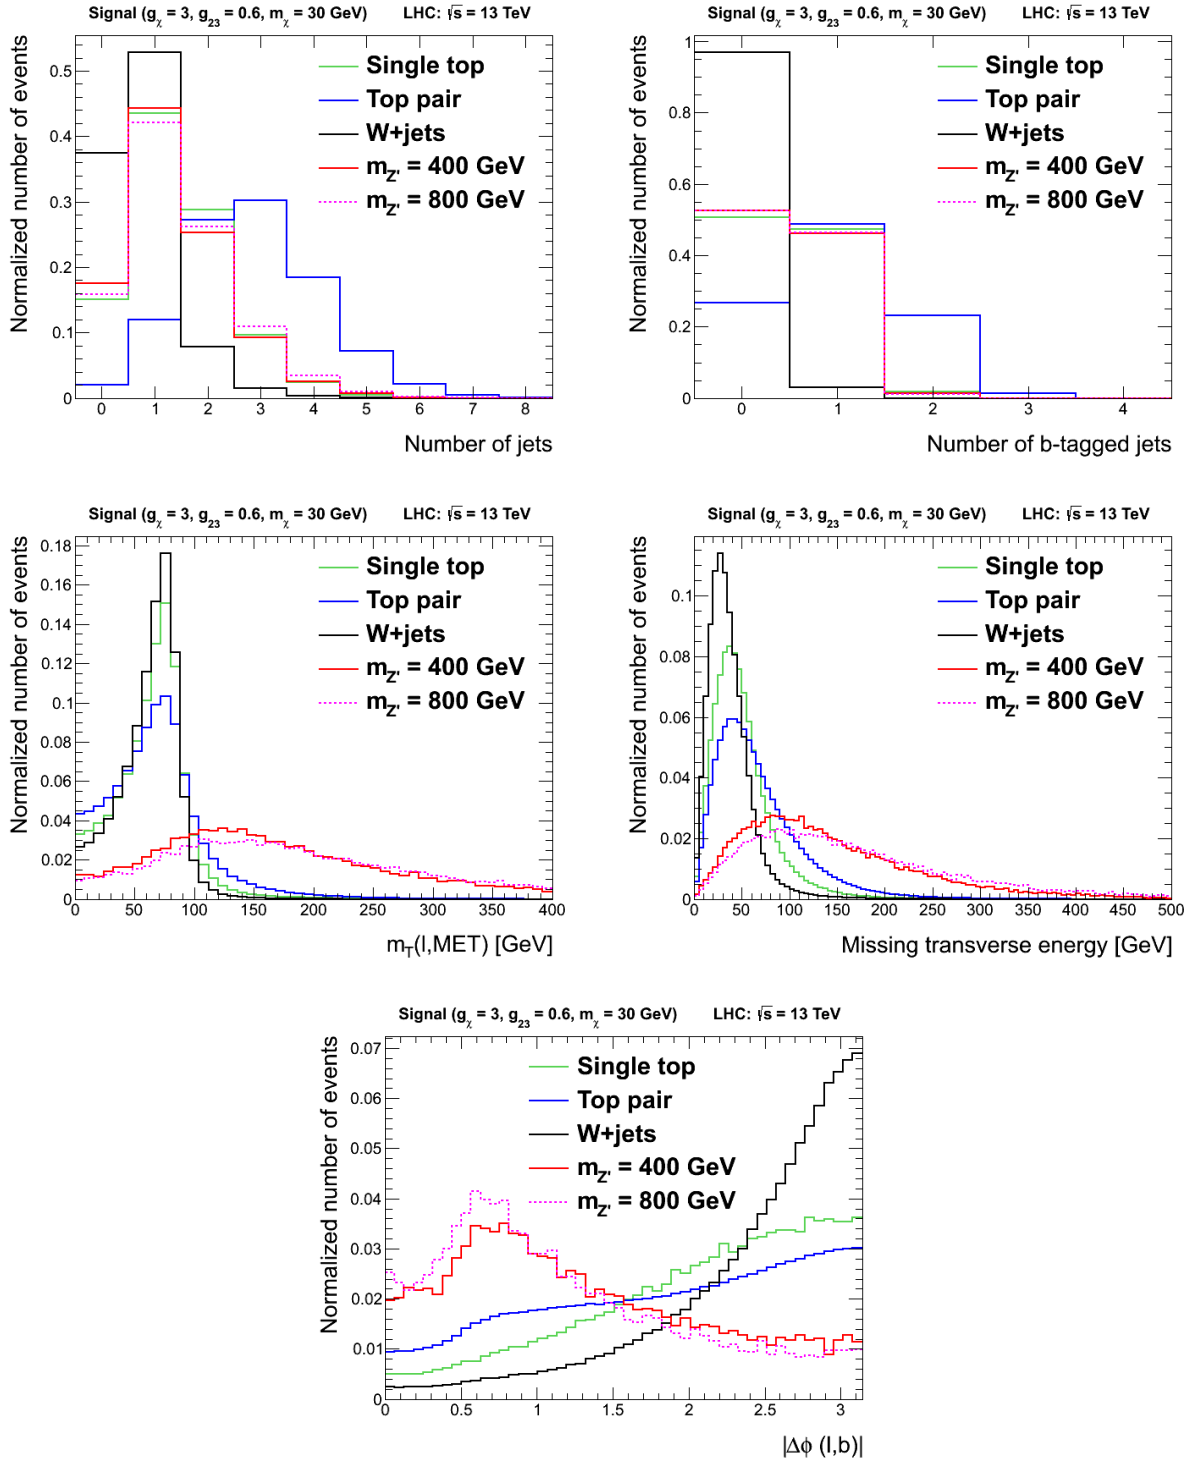 Signal (gχ = 3, g23 = 0.6, mχ = 30 GeV) LHC: √s = 13 TeV
Normalized number of events
Single top
Top pair
W+jets
mZ' = 400 GeV
mZ' = 800 GeV
0.5
0.4
0.3
0.2
0.1
0
0 1 2 3 4 5 6 7 8
Number of jets
Signal (gχ = 3, g23 = 0.6, mχ = 30 GeV) LHC: √s = 13 TeV
Normalized number of events
Single top
Top pair
W+jets
mZ' = 400 GeV
mZ' = 800 GeV
1
0.8
0.6
0.4
0.2
0
0 1 2 3 4
Number of b-tagged jets
Signal (gχ = 3, g23 = 0.6, mχ = 30 GeV) LHC: √s = 13 TeV
Normalized number of events
Single top
Top pair
W+jets
mZ' = 400 GeV
mZ' = 800 GeV
0.18
0.16
0.14
0.12
0.1
0.08
0.06
0.04
0.02
0
0 50 100 150 200 250 300 350 400
mT(l,MET) [GeV]
Signal (gχ = 3, g23 = 0.6, mχ = 30 GeV) LHC: √s = 13 TeV
Normalized number of events
Single top
Top pair
W+jets
mZ' = 400 GeV
mZ' = 800 GeV
0.1
0.08
0.06
0.04
0.02
0
0 50 100 150 200 250 300 350 400 450 500
Missing transverse energy [GeV]
Signal (gχ = 3, g23 = 0.6, mχ = 30 GeV) LHC: √s = 13 TeV
Normalized number of events
Single top
Top pair
W+jets
mZ' = 400 GeV
mZ' = 800 GeV
0.07
0.06
0.05
0.04
0.03
0.02
0.01
0
0 0.5 1 1.5 2 2.5 3
|Δϕ (l,b)|